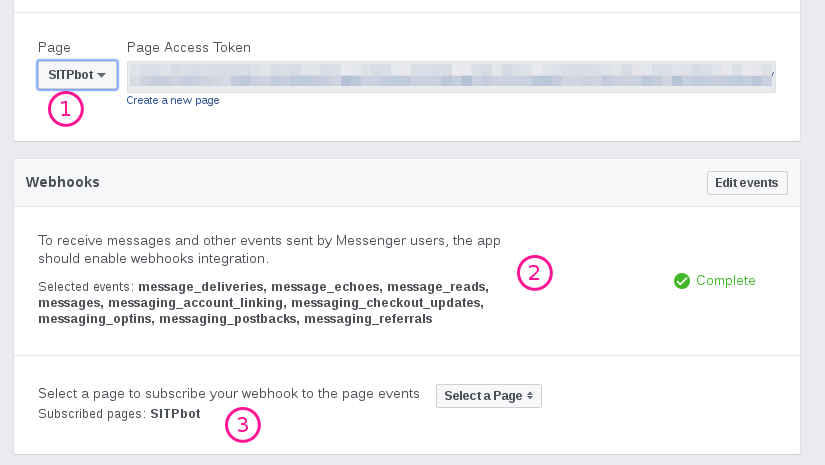 Page
Page Access Token
SITPbot
1
Create a new page
Webhooks
Edit events
To receive messages and other events sent by Messenger users, the app
should enable webhooks integration.
Selected events: message_deliveries, message_echoes, message_reads,
messages, messaging_account_linking, messaging_checkout_updates,
messaging_optins, messaging_postbacks, messaging_referrals
2
Complete
Select a page to subscribe your webhook to the page events
Select a Page
Subscribed pages: SITPbot
3